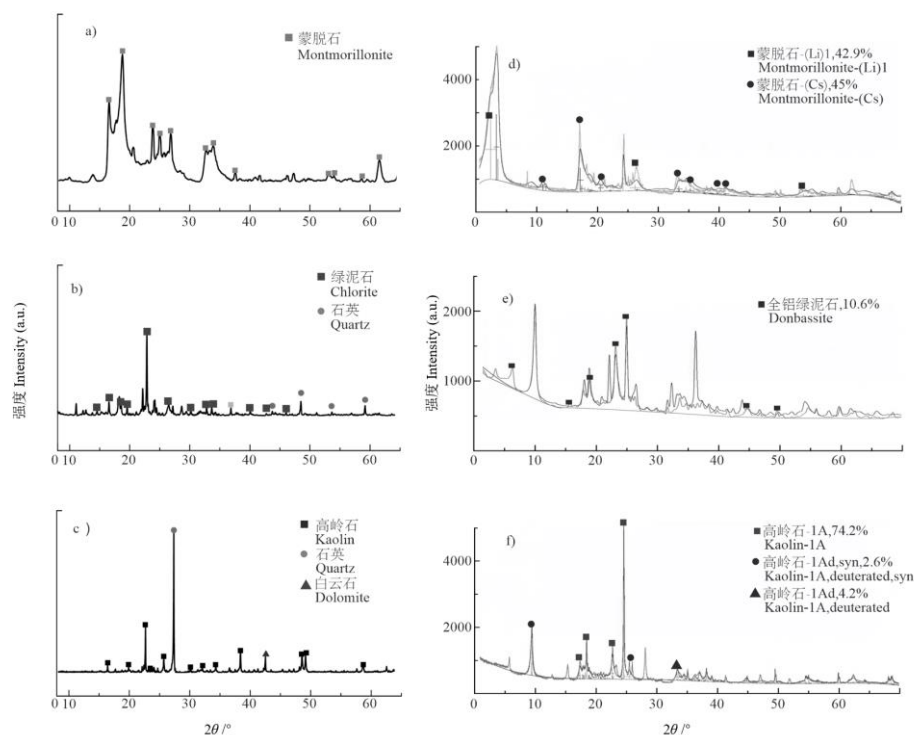 a)
蒙脱石
Montmorillonite
8 10
20
30
40
50
60
d)
蒙脱石-(Li)1,42.9%
Montmorillonite-(Li)1
蒙脱石-(Cs),45%
Montmorillonite-(Cs)
4000
2000
0
10
20
30
40
50
60
强度 Intensity (a.u.)
b)
绿泥石
Chlorite
石英
Quartz
8 10
20
30
40
50
60
强度 Intensity (a.u.)
e)
全铝绿泥石,10.6%
Donbassite
2000
1000
0
10
20
30
40
50
60
c )
高岭石
Kaolin
石英
Quartz
白云石
Dolomite
8 10
20
30
40
50
60
2θ /°
f)
高岭石-1A,74.2%
Kaolin-1A
高岭石-1Ad,syn,2.6%
Kaolin-1A,deuterated,syn
高岭石-1Ad,4.2%
Kaolin-1A,deuterated
4000
2000
0
10
20
30
40
50
60
2θ /°